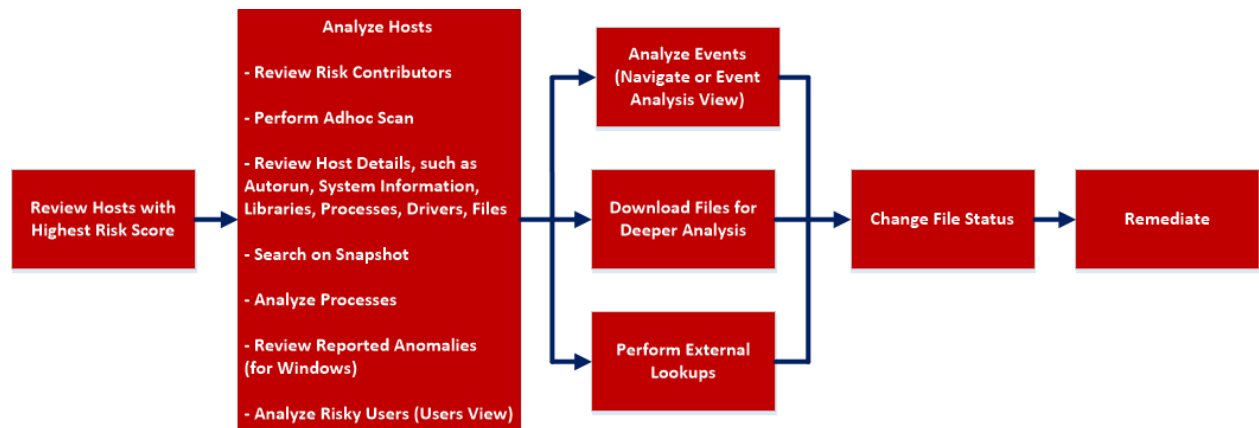 Review Hosts with
Highest Risk Score
Analyze Hosts
- Review Risk Contributors
- Perform Adhoc Scan
- Review Host Details, such as
Autorun, System Information,
Libraries, Processes, Drivers, Files
- Search on Snapshot
- Analyze Processes
- Review Reported Anomalies
(for Windows)
- Analyze Risky Users (Users View)
Analyze Events
(Navigate or Event
Analysis View)
Download Files for
Deeper Analysis
Perform External
Lookups
Change File Status
Remediate